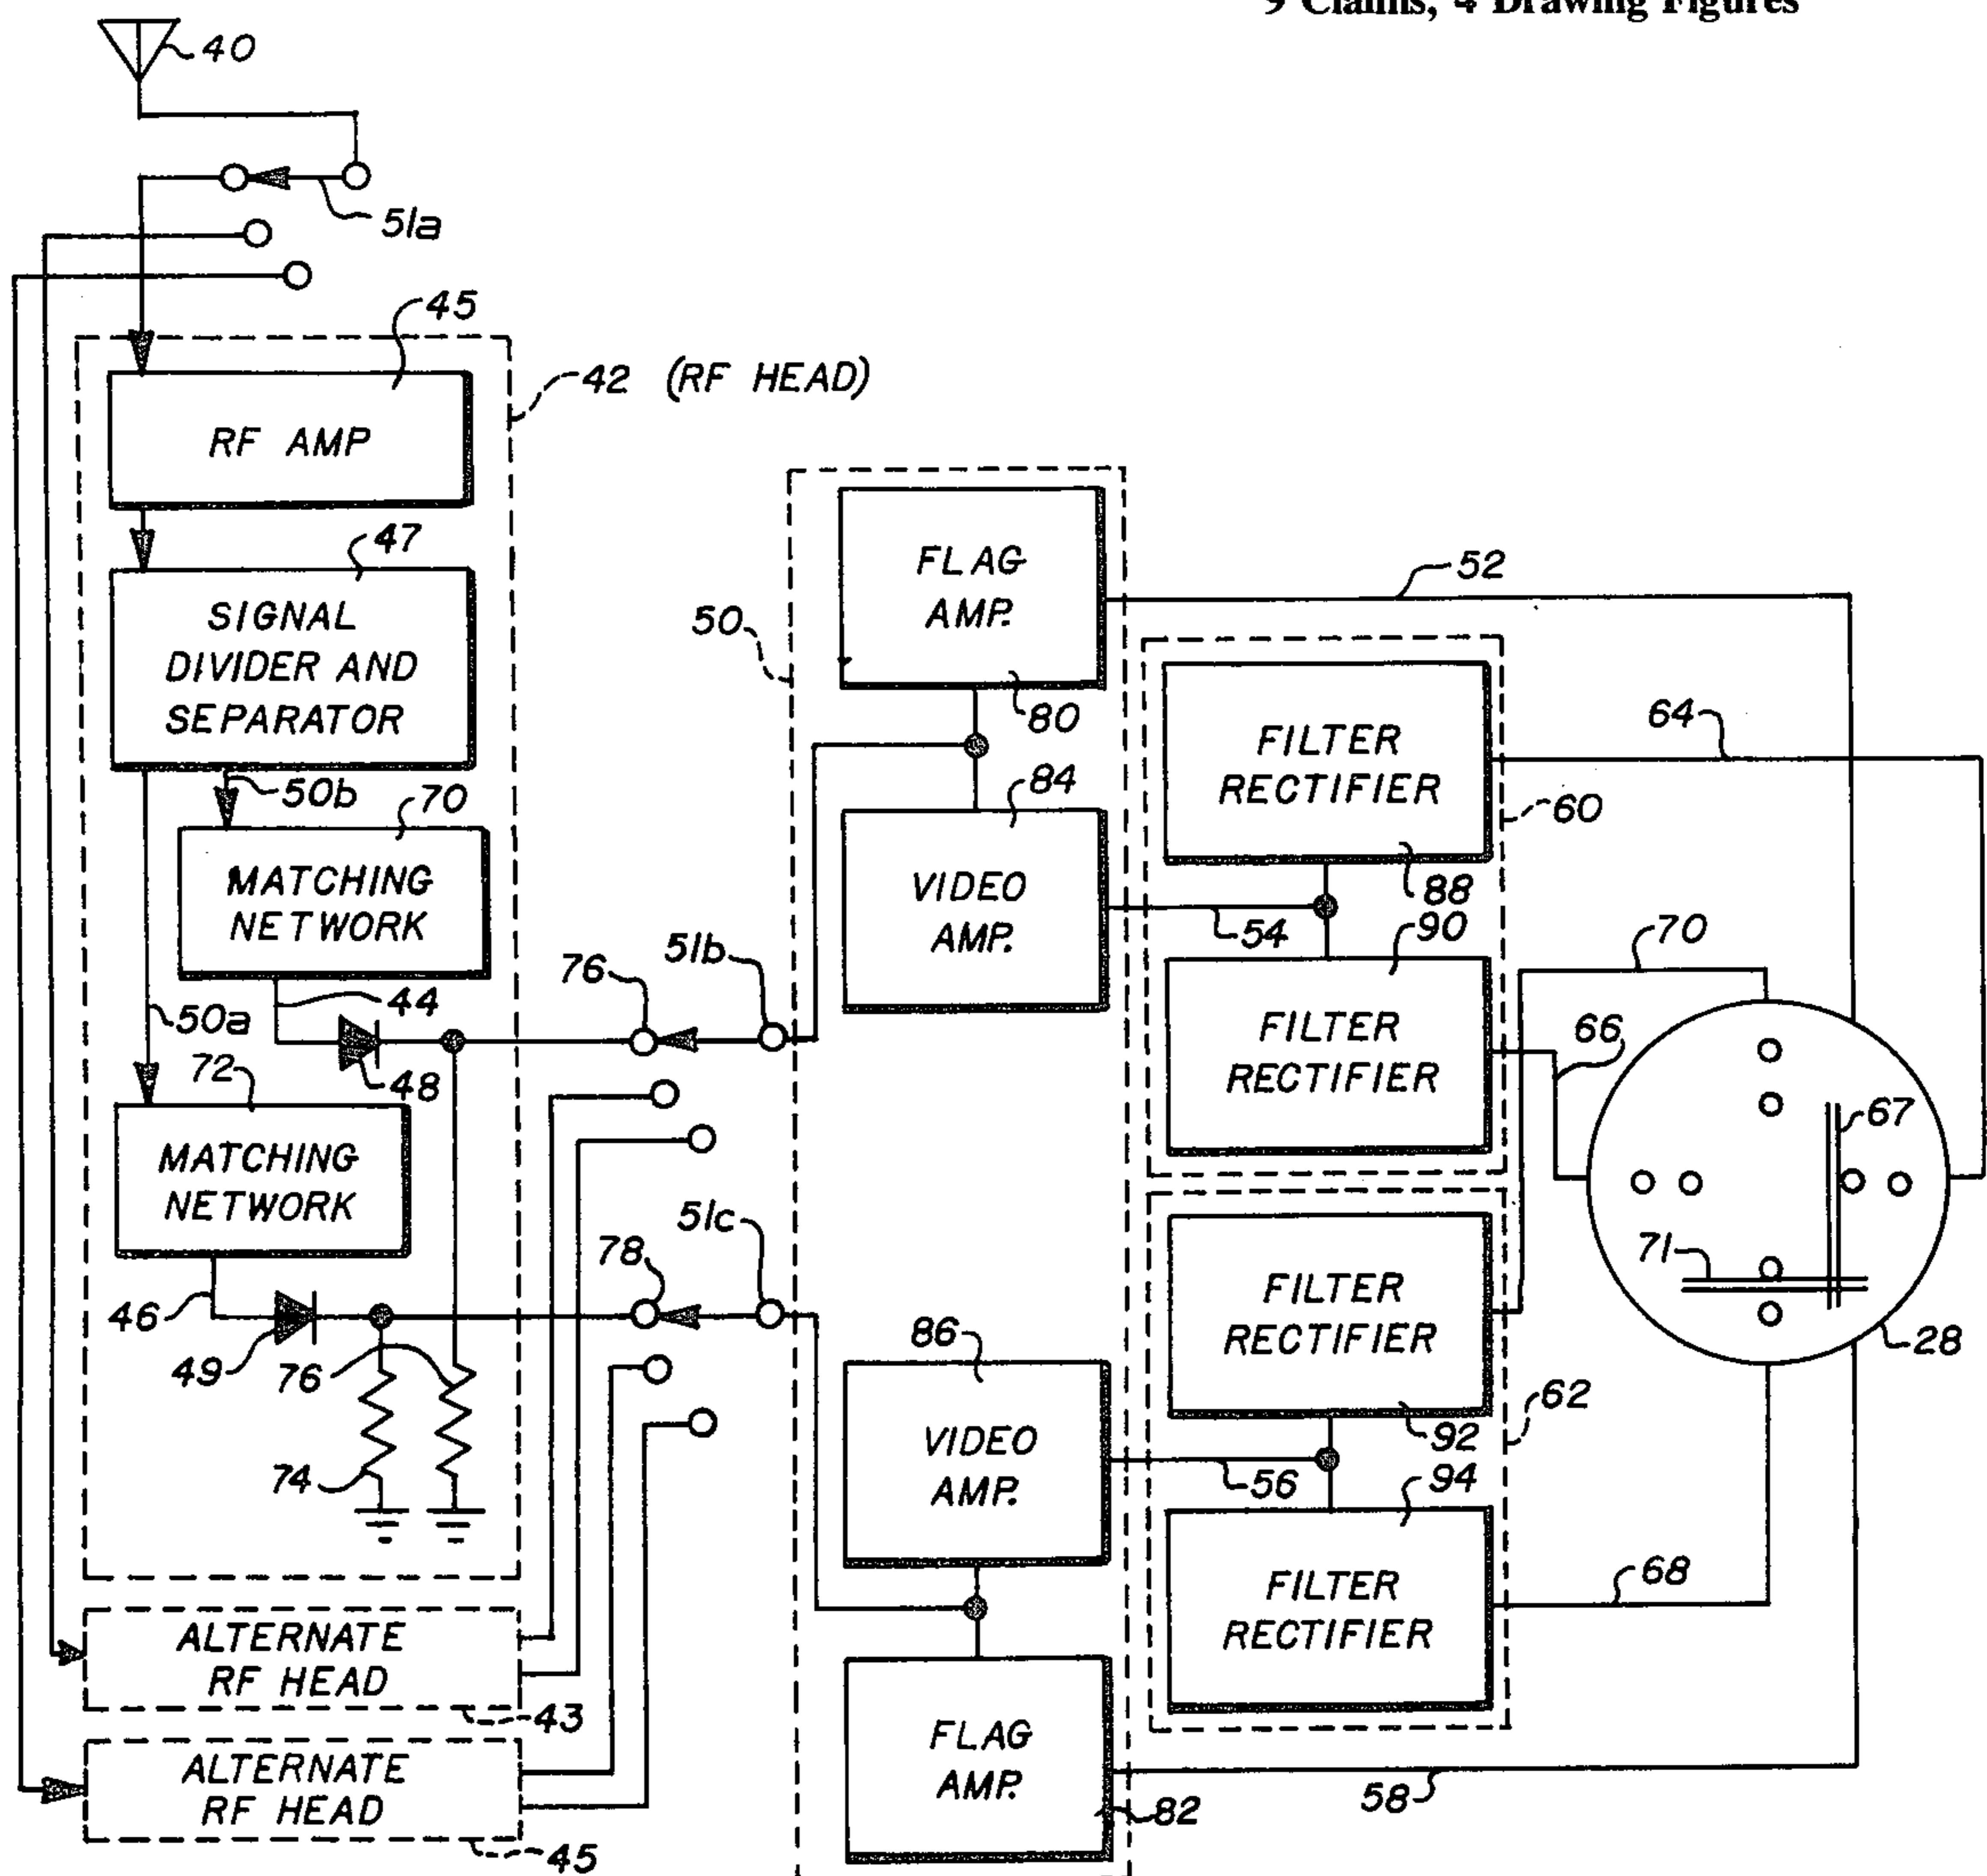 9 Claims, 4 Drawing Figures
40
51a
45
42 (RF HEAD)
RF AMP
47
SIGNAL
DIVIDER AND
SEPARATOR
50b
70
MATCHING
NETWORK
44
50a
48
72
MATCHING
NETWORK
46
49
76
74
ALTERNATE
RF HEAD
43
ALTERNATE
RF HEAD
45
76
51b
78
51c
50
FLAG
AMP.
80
84
VIDEO
AMP.
86
VIDEO
AMP.
FLAG
AMP.
82
52
54
56
58
FILTER
RECTIFIER
88
60
90
FILTER
RECTIFIER
FILTER
RECTIFIER
92
62
94
FILTER
RECTIFIER
64
70
66
67
71
28
68